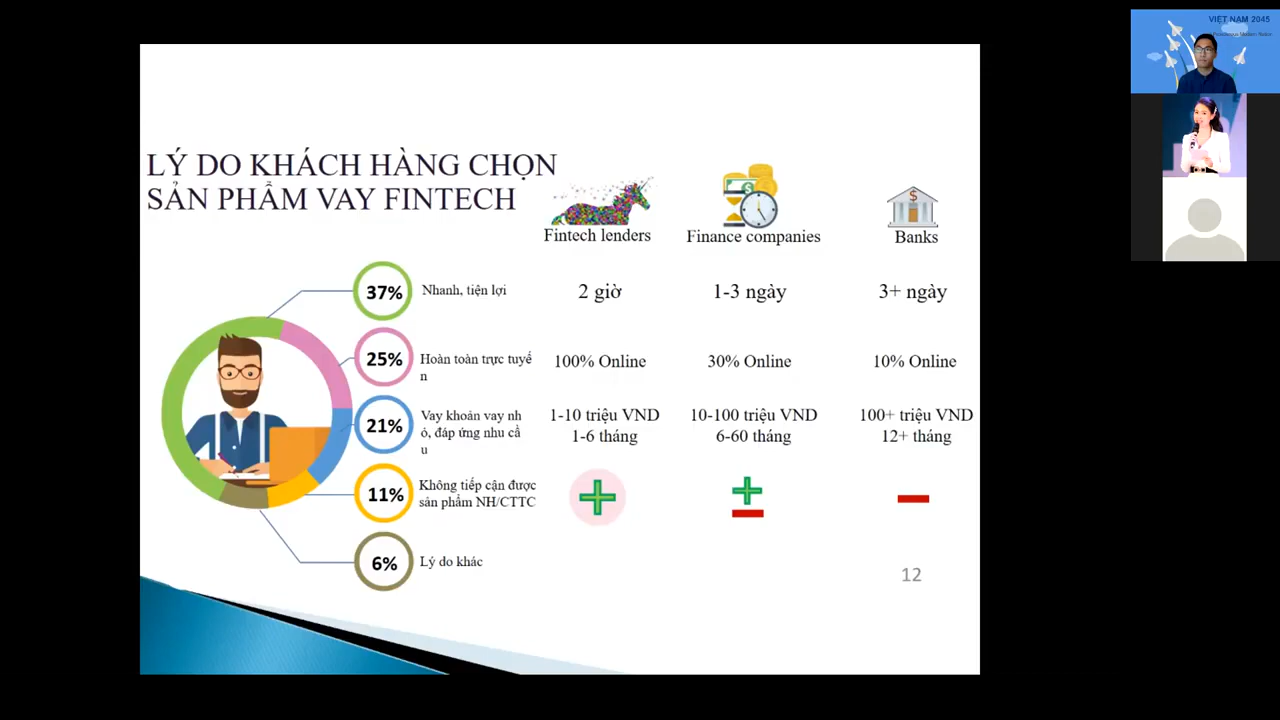 VIỆT NAM 2045
LÝ DO KHÁCH HÀNG CHỌN
SẢN PHẨM VAY FINTECH
Fintech lenders
Finance companies
Banks
37%
Nhanh, tiện lợi
2 giờ
1-3 ngày
3+ ngày
25%
Hoàn toàn trực tuyế
n
100% Online
30% Online
10% Online
21%
Vay khoản vay nh
ỏ, đáp ứng nhu cầ
u
1-10 triệu VND
1-6 tháng
10-100 triệu VND
6-60 tháng
100+ triệu VND
12+ tháng
11%
Không tiếp cận được
sản phẩm NH/CTTC
6%
Lý do khác
12